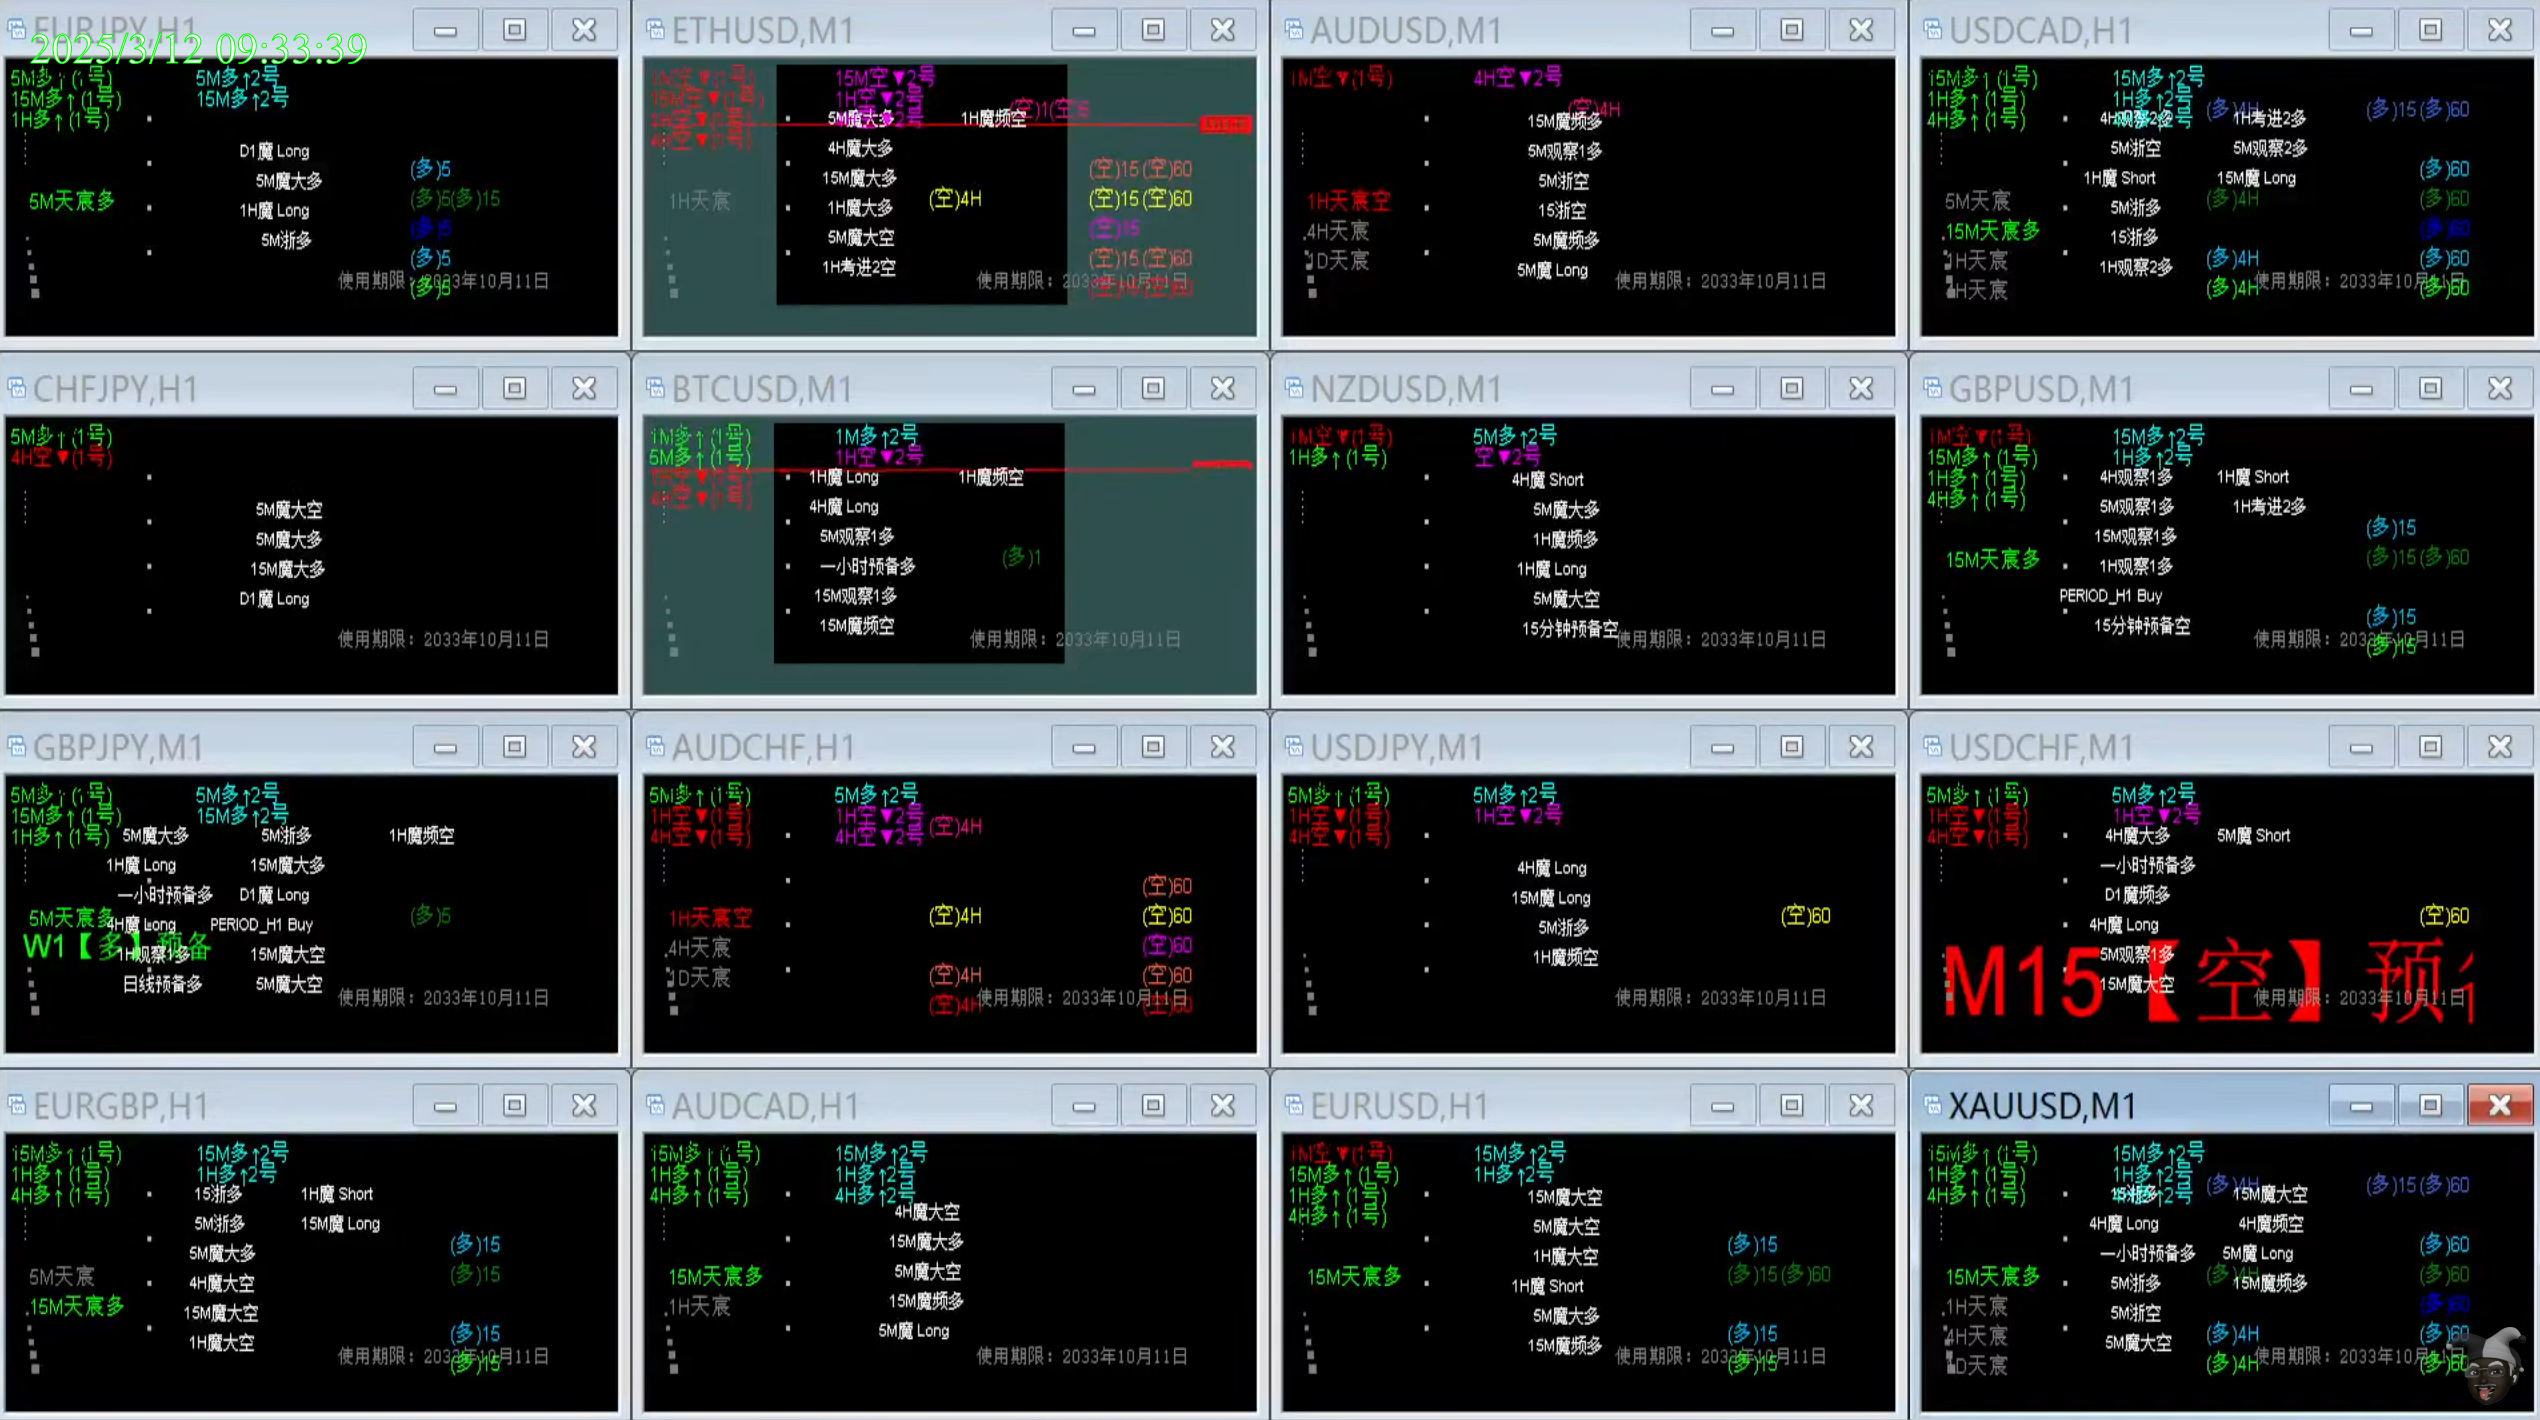 2025/3/12 09:33:39
EURJPY,H1
5M多↑(1号) 5M多↑2号
15M多↑(1号) 15M多↑2号
1H多↑(1号)
D1魔 Long
(多)5
5M魔大多
5M天宸多 (多)5(多)15
1H魔 Long
(多)5
5M浙多
(多)5
使用期限：2033年10月11日
(多)5
ETHUSD,M1
15M空▼2号
1H空▼2号
5M魔大多 1H魔频空
4H魔大多
(空)15(空)60
15M魔大多
1H天宸 (空)4H (空)15(空)60
1H魔大多
(空)15
5M魔大空
(空)15(空)60
1H考进2空
使用期限：2033年10月11日
AUDUSD,M1
1M空▼(1号) 4H空▼2号
(空)4H
15M魔频多
5M观察1多
5M浙空
1H天宸空
15浙空
4H天宸
5M魔频多
1D天宸
5M魔 Long
使用期限：2033年10月11日
USDCAD,H1
15M多↑(1号) 15M多↑2号
1H多↑(1号) 1H多↑2号
(多)4H (多)15(多)60
4H多↑(1号)
1H考进2多
5M浙空 5M观察2多
(多)60
1H魔 Short 15M魔 Long
5M天宸 (多)4H (多)60
5M浙多
15M天宸多 (多)60
15浙多
1H天宸 (多)4H (多)60
1H观察2多
使用期限：2033年10月11日
4H天宸 (多)4H (多)60
CHFJPY,H1
5M多↑(1号)
4H空▼(1号)
5M魔大空
5M魔大多
15M魔大多
D1魔 Long
使用期限：2033年10月11日
BTCUSD,M1
1M多↑(1号) 1M多↑2号
5M多↑(1号) 1H空▼2号
1H空▼(1号)
1H魔 Long 1H魔频空
4H空▼(1号)
4H魔 Long
5M观察1多
(多)1
一小时预备多
15M观察1多
15M魔频空
使用期限：2033年10月11日
NZDUSD,M1
1M空▼(1号) 5M多↑2号
1H多↑(1号) 空▼2号
4H魔 Short
5M魔大多
1H魔频多
1H魔 Long
5M魔大空
15分钟预备空
使用期限：2033年10月11日
GBPUSD,M1
1M空▼(1号) 15M多↑2号
15M多↑(1号) 1H多↑2号
1H多↑(1号) 4H观察1多 1H魔 Short
4H多↑(1号) 5M观察1多 1H考进2多
(多)15
15M观察1多
15M天宸多 (多)15(多)60
1H观察1多
PERIOD_H1 Buy
(多)15
15分钟预备空
使用期限：2033年10月11日
(多)15
GBPJPY,M1
5M多↑(1号) 5M多↑2号
15M多↑(1号) 15M多↑2号
1H多↑(1号) 5M魔大多 5M浙多 1H魔频空
1H魔 Long 15M魔大多
一小时预备多 D1魔 Long
5M天宸多 (多)5
4H魔 Long PERIOD_H1 Buy
W1【多】预备
1H观察1多 15M魔大空
日线预备多 5M魔大空
使用期限：2033年10月11日
AUDCHF,H1
5M多↑(1号) 5M多↑2号
1H空▼(1号) 1H空▼2号
(空)4H
4H空▼(1号) 4H空▼2号
(空)60
1H天宸空 (空)4H (空)60
4H天宸 (空)60
1D天宸 (空)4H (空)60
使用期限：2033年10月11日
(空)4H (空)60
USDJPY,M1
5M多↑(1号) 5M多↑2号
1H空▼(1号) 1H空▼2号
4H空▼(1号)
4H魔 Long
15M魔 Long
(空)60
5M浙多
1H魔频空
使用期限：2033年10月11日
USDCHF,M1
5M多↑(1号) 5M多↑2号
1H空▼(1号) 1H空▼2号
4H空▼(1号) 4H魔大多 5M魔 Short
一小时预备多
D1魔频多
(空)60
4H魔 Long
5M观察1多
M15【空】预
15M魔大空
使用期限：2033年10月11日
EURGBP,H1
15M多↑(1号) 15M多↑2号
1H多↑(1号) 1H多↑2号
4H多↑(1号) 15浙多 1H魔 Short
5M浙多 15M魔 Long
(多)15
5M魔大多
5M天宸 (多)15
4H魔大空
15M天宸多
15M魔大空
(多)15
1H魔大空
使用期限：2033年10月11日
(多)15
AUDCAD,H1
15M多↑(1号) 15M多↑2号
1H多↑(1号) 1H多↑2号
4H多↑(1号) 4H多↑2号
4H魔大空
15M魔大多
5M魔大空
15M天宸多
15M魔频多
1H天宸
5M魔 Long
使用期限：2033年10月11日
EURUSD,H1
1M空▼(1号) 15M多↑2号
15M多↑(1号) 1H多↑2号
1H多↑(1号) 15M魔大空
4H多↑(1号)
5M魔大空
(多)15
1H魔大空
15M天宸多 (多)15(多)60
1H魔 Short
5M魔大多
(多)15
15M魔频多
使用期限：2033年10月11日
(多)15
XAUUSD,M1
15M多↑(1号) 15M多↑2号
1H多↑(1号) 1H多↑2号
(多)4H (多)15(多)60
4H多↑(1号) 15M魔大空
4H魔 Long 4H魔频空
(多)60
一小时预备多 5M魔 Long
15M天宸多 (多)4H (多)60
5M浙多 15M魔频多
1H天宸 (多)60
5M浙空
4H天宸 (多)4H (多)60
5M魔大空
使用期限：2033年10月11日
1D天宸 (多)4H (多)60